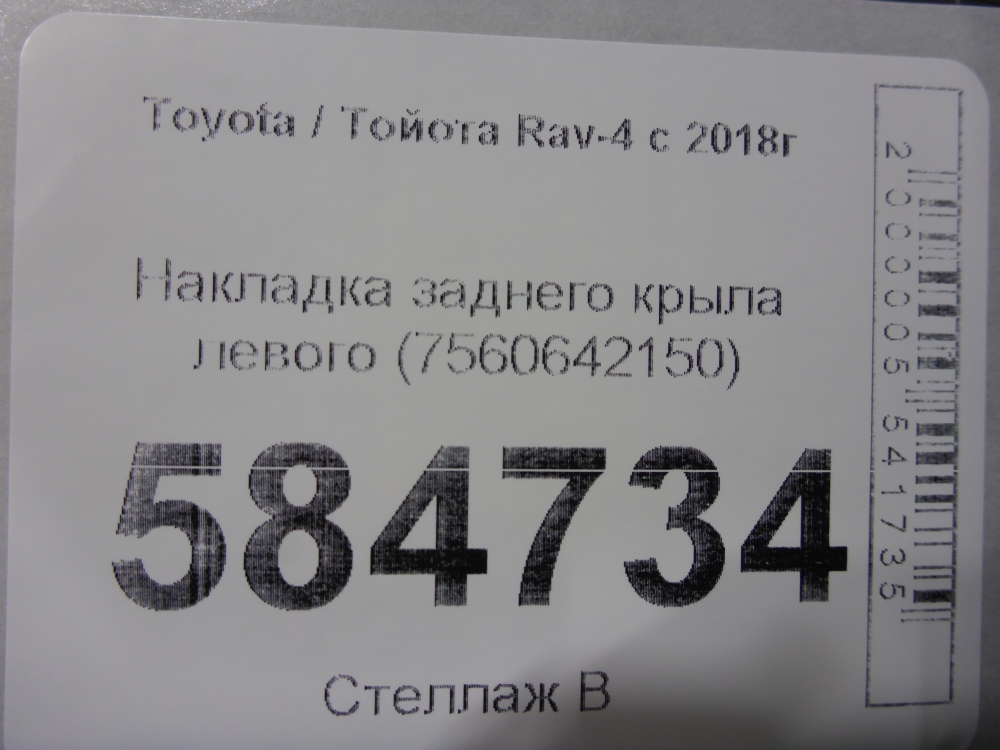 Toyota / Тойота Rav-4 с 2018г
Накладка заднего крыла
левого (7560642150)
584734
Стеллаж В
2000005541735